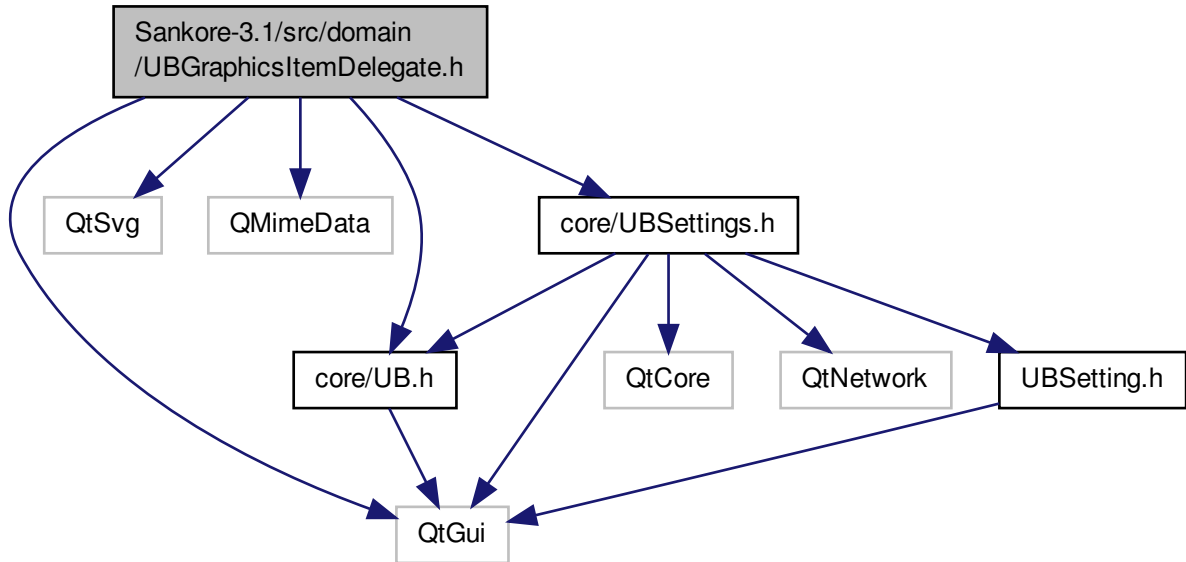 Sankore-3.1/src/domain
/UBGraphicsItemDelegate.h
QtSvg
QMimeData
core/UBSettings.h
core/UB.h
QtCore
QtNetwork
UBSetting.h
QtGui